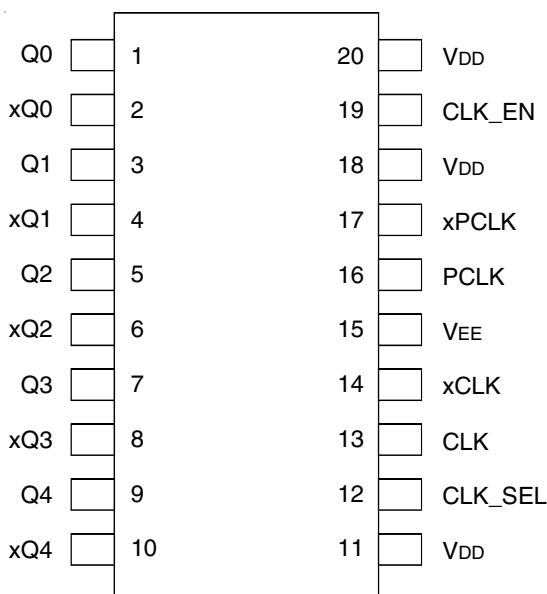 Q0 1 20 VDD
xQ0 2 19 CLK_EN
Q1 3 18 VDD
xQ1 4 17 xPCLK
Q2 5 16 PCLK
xQ2 6 15 VEE
Q3 7 14 xCLK
xQ3 8 13 CLK
Q4 9 12 CLK_SEL
xQ4 10 11 VDD